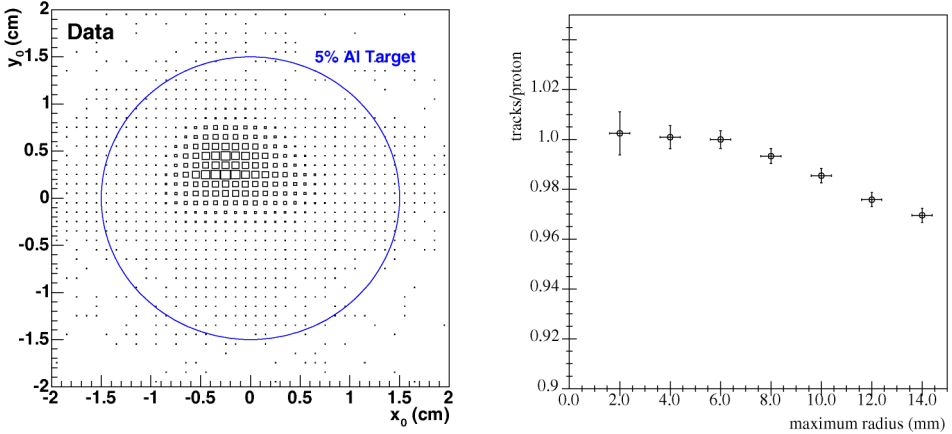 Data
5% Al Target
y0 (cm)
2
1.5
1
0.5
0
-0.5
-1
-1.5
-2
-2 -1.5 -1 -0.5 0 0.5 1 1.5 2
x0 (cm)
tracks/proton
1.02
1.0
0.98
0.96
0.94
0.92
0.9
0.0 2.0 4.0 6.0 8.0 10.0 12.0 14.0
maximum radius (mm)